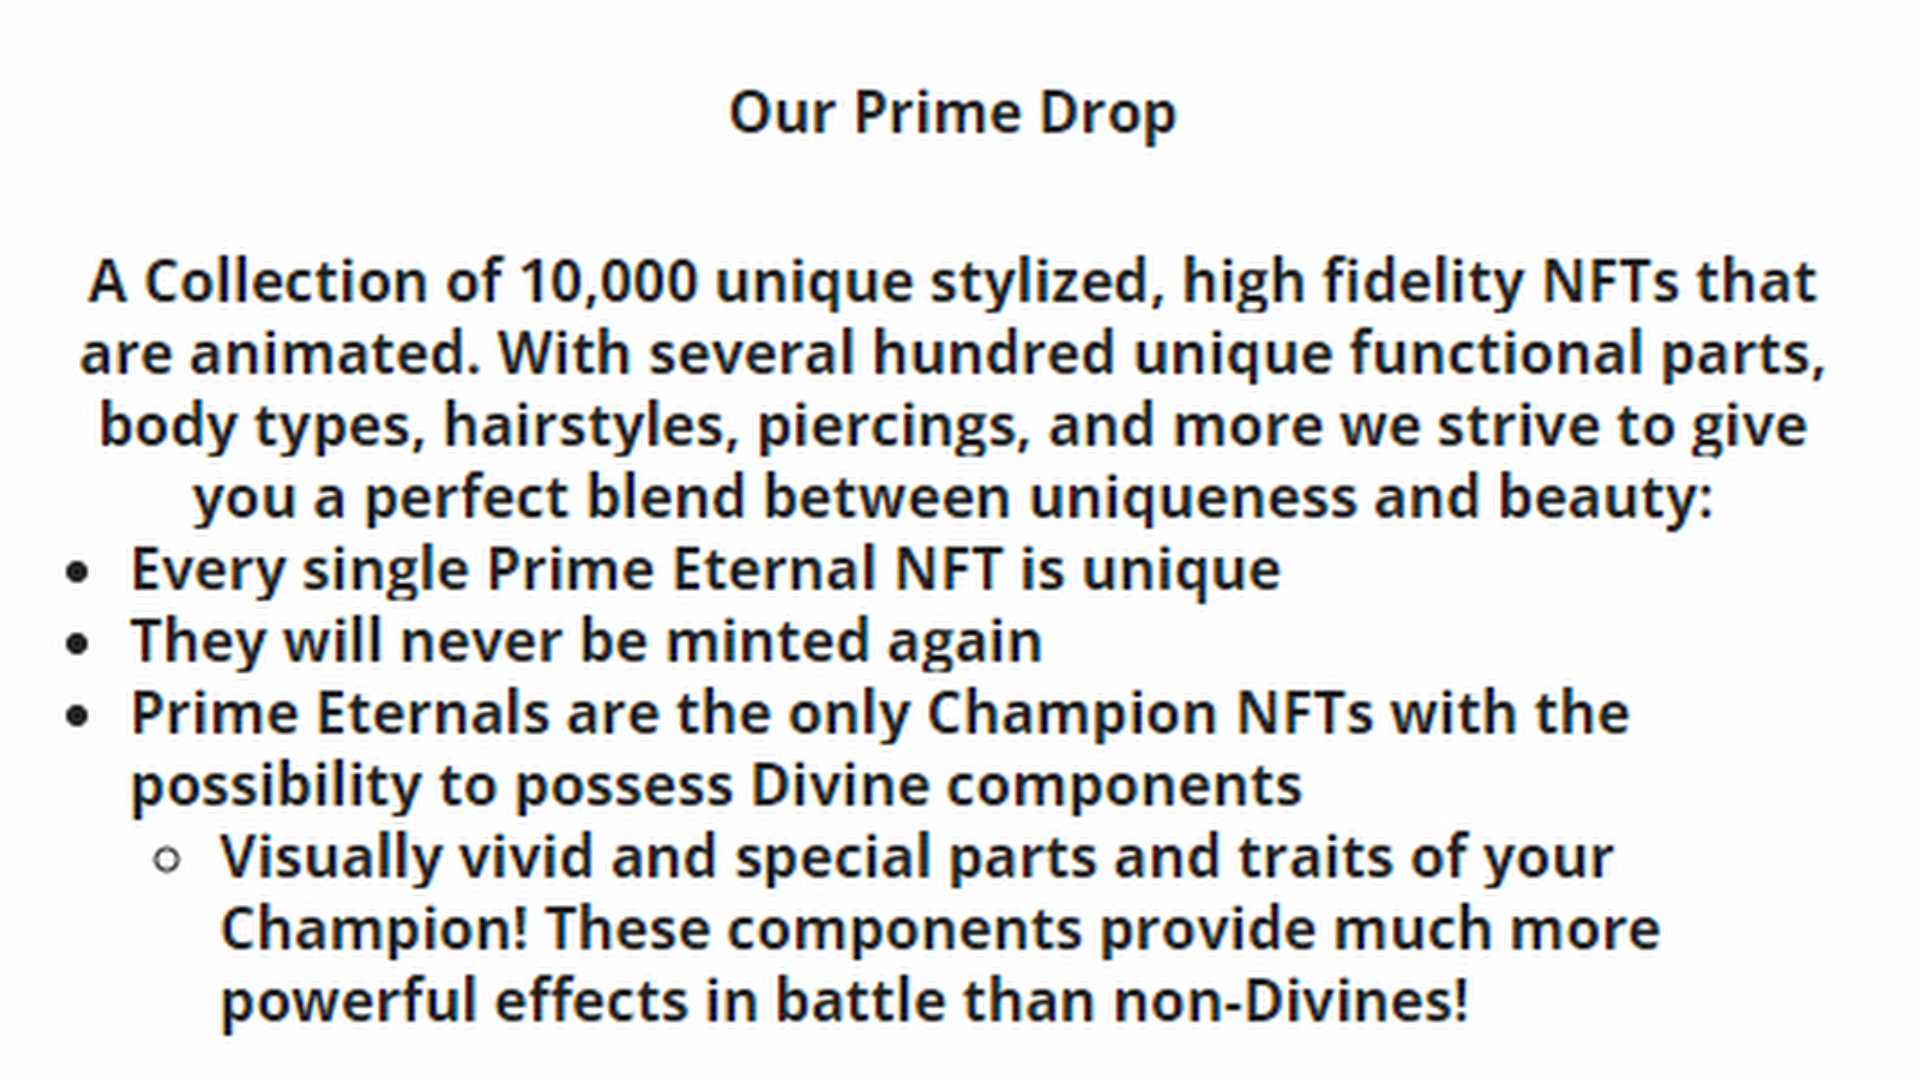 Our Prime Drop
A Collection of 10,000 unique stylized, high fidelity NFTs that
are animated. With several hundred unique functional parts,
body types, hairstyles, piercings, and more we strive to give
you a perfect blend between uniqueness and beauty:
• Every single Prime Eternal NFT is unique
• They will never be minted again
• Prime Eternals are the only Champion NFTs with the
possibility to possess Divine components
○ Visually vivid and special parts and traits of your
Champion! These components provide much more
powerful effects in battle than non-Divines!